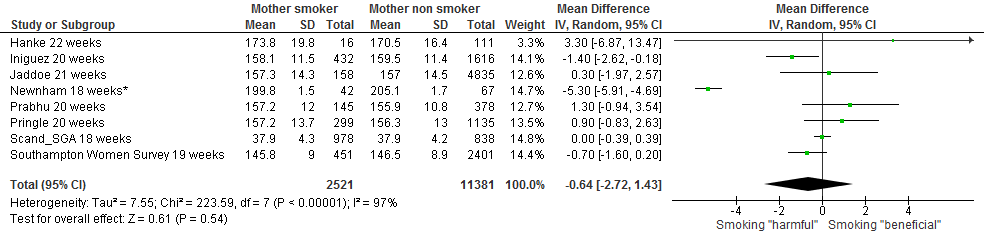 Mother smoker Mother non smoker Mean Difference Mean Difference
Study or Subgroup Mean SD Total Mean SD Total Weight IV, Random, 95% CI IV, Random, 95% CI
Hanke 22 weeks 173.8 19.8 16 170.5 16.4 111 3.3% 3.30 [-6.87, 13.47]
Iniguez 20 weeks 158.1 11.5 432 159.5 11.4 1616 13.9% -1.40 [-2.62, -0.18]
Jaddoe 21 weeks 157.3 14.3 158 157 14.5 4835 12.6% 0.30 [-1.97, 2.57]
Newnham 18 weeks* 199.8 1.5 42 205.1 1.7 67 14.7% -5.30 [-5.91, -4.69]
Prabhu 20 weeks 157.2 12 145 155.9 10.8 378 12.7% 1.30 [-0.94, 3.54]
Pringle 20 weeks 157.2 13.7 299 156.3 13 1135 13.4% 0.90 [-0.83, 2.63]
Scand_SGA 18 weeks 37.9 4.3 978 37.9 4.2 838 14.8% 0.00 [-0.39, 0.39]
Southampton Women Survey 19 weeks 145.8 9 451 146.5 8.9 2401 14.4% -0.70 [-1.60, 0.20]
Total (95% CI) 2521 11381 100.0% -0.64 [-2.72, 1.43]
Heterogeneity: Tau² = 7.55; Chi² = 223.59, df = 7 (P < 0.00001); I² = 97%
Test for overall effect: Z = 0.61 (P = 0.54)
-4 -2 0 2 4
Smoking "harmful" Smoking "beneficial"